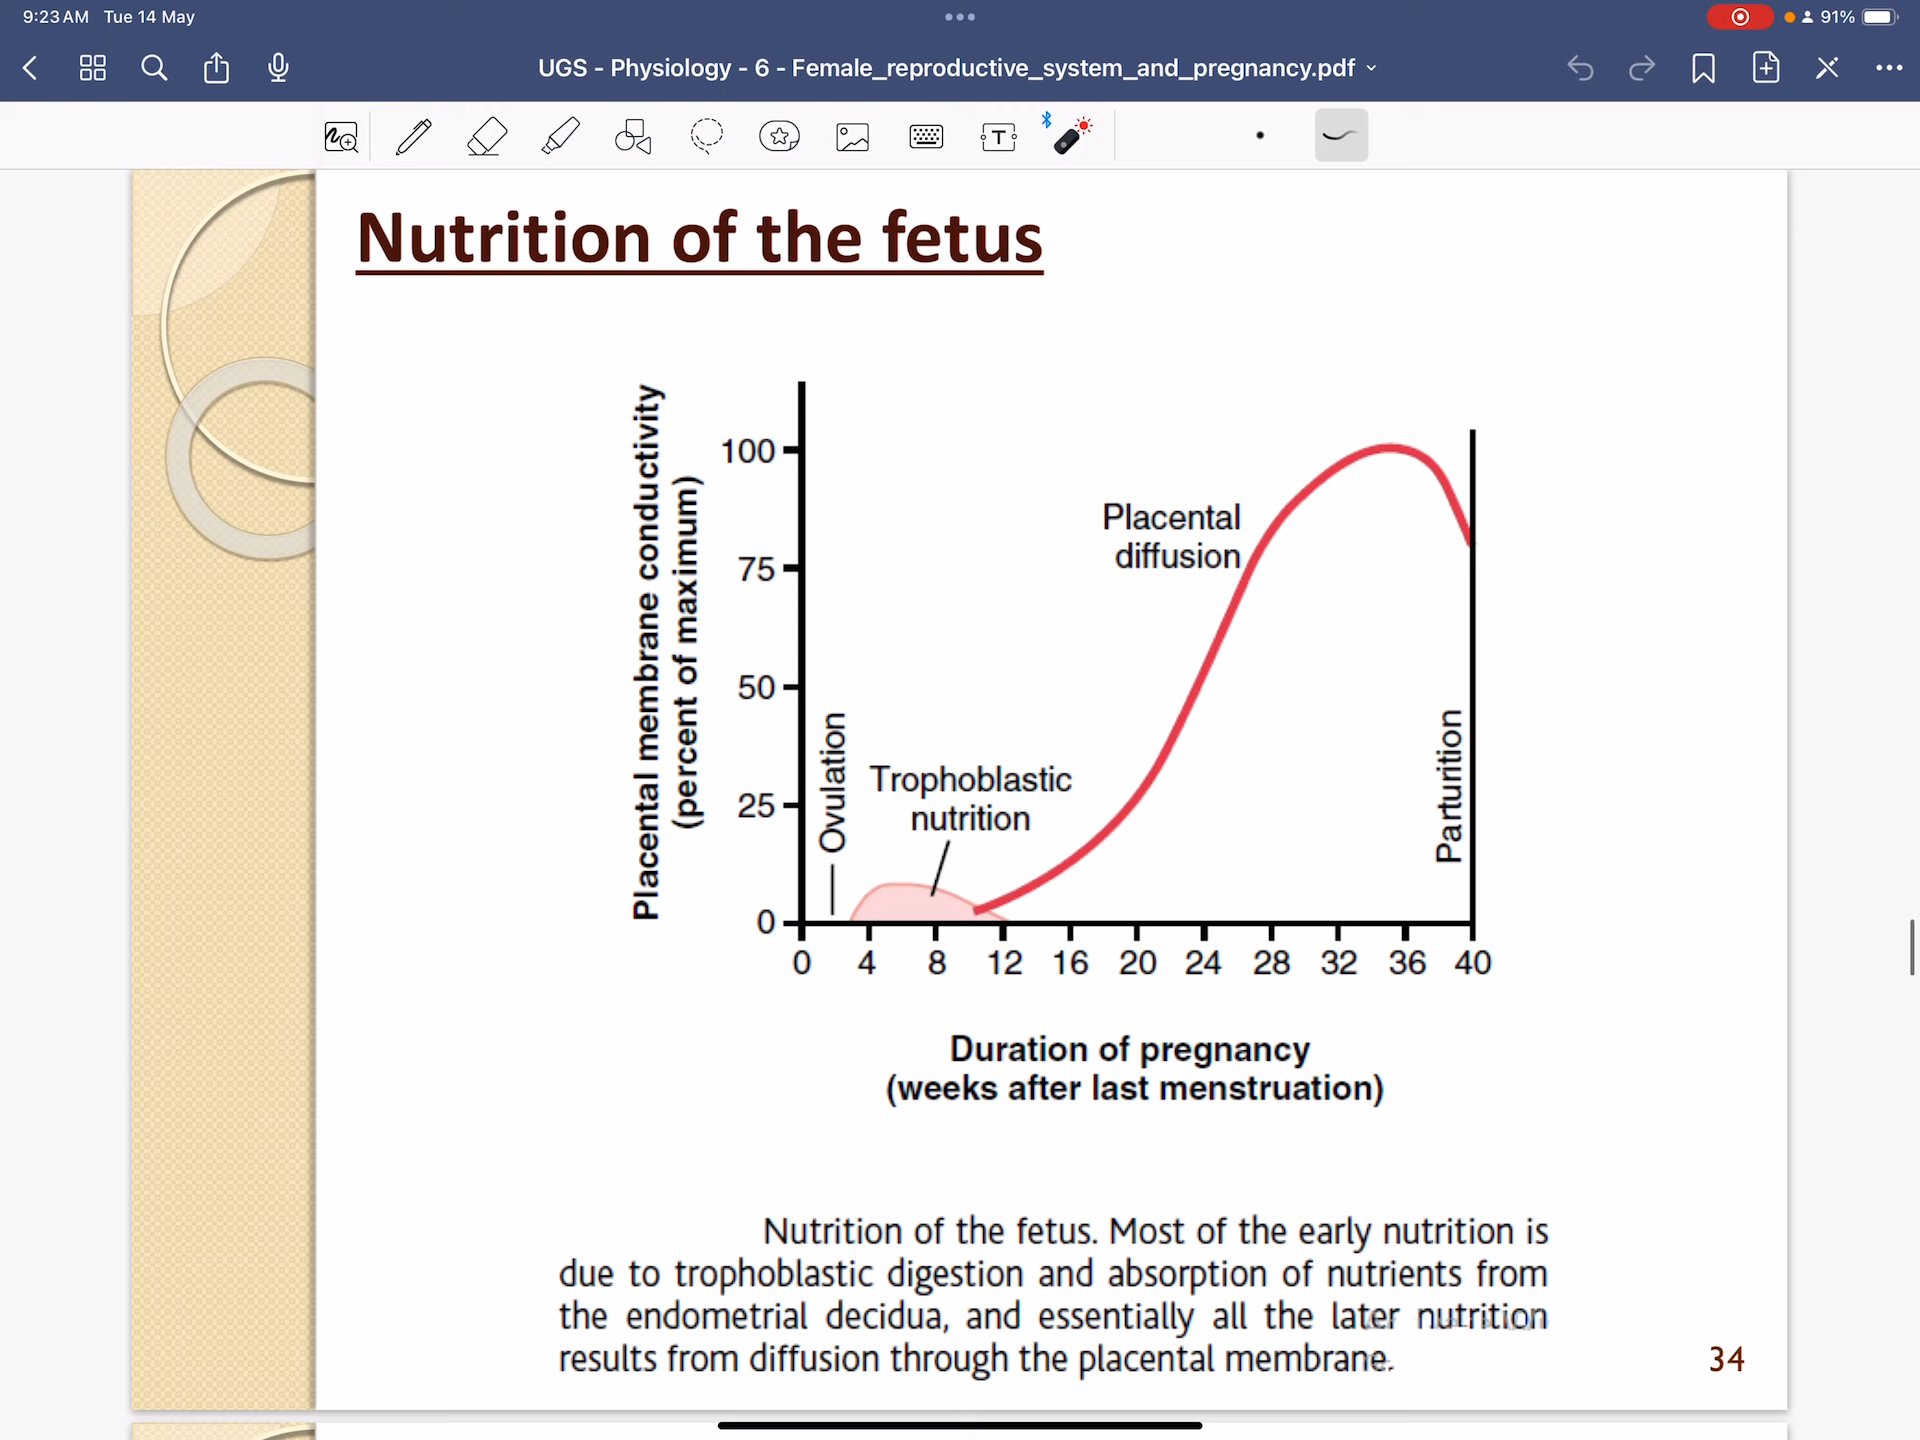 9:23 AM Tue 14 May
91%
UGS - Physiology - 6 - Female_reproductive_system_and_pregnancy.pdf
T
Nutrition of the fetus
Placental membrane conductivity
(percent of maximum)
100
75
50
25
0
Placental
diffusion
Ovulation
Trophoblastic
nutrition
Parturition
0 4 8 12 16 20 24 28 32 36 40
Duration of pregnancy
(weeks after last menstruation)
Nutrition of the fetus. Most of the early nutrition is
due to trophoblastic digestion and absorption of nutrients from
the endometrial decidua, and essentially all the later nutrition
results from diffusion through the placental membrane.
34